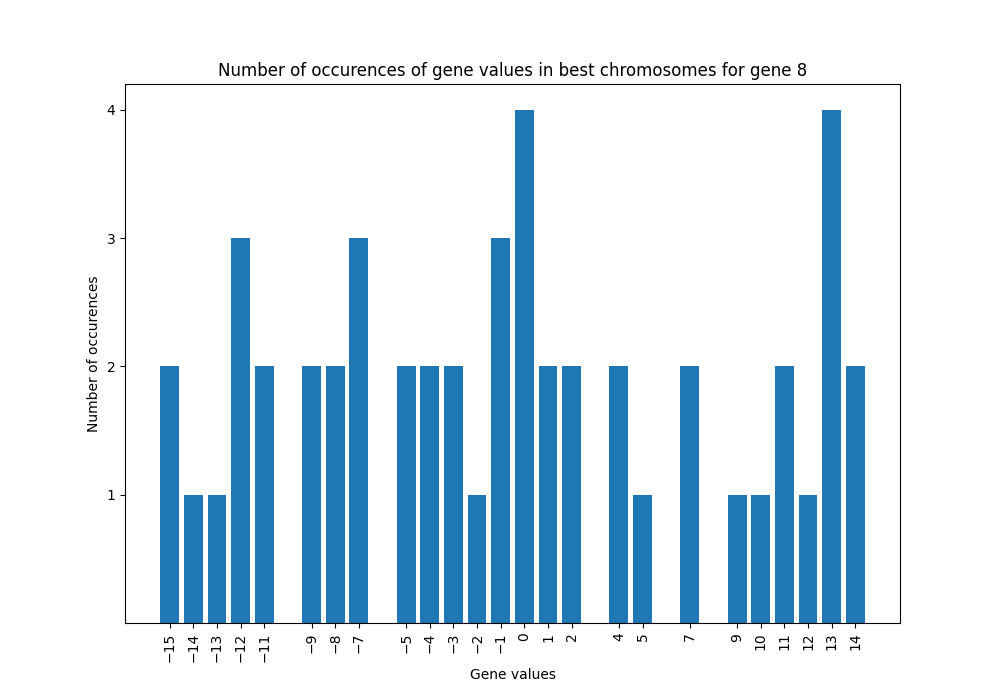 Number of occurences of gene values in best chromosomes for gene 8
4
3
2
1
Number of occurences
−15 −14 −13 −12 −11 −9 −8 −7 −5 −4 −3 −2 −1 0 1 2 4 5 7 9 10 11 12 13 14
Gene values